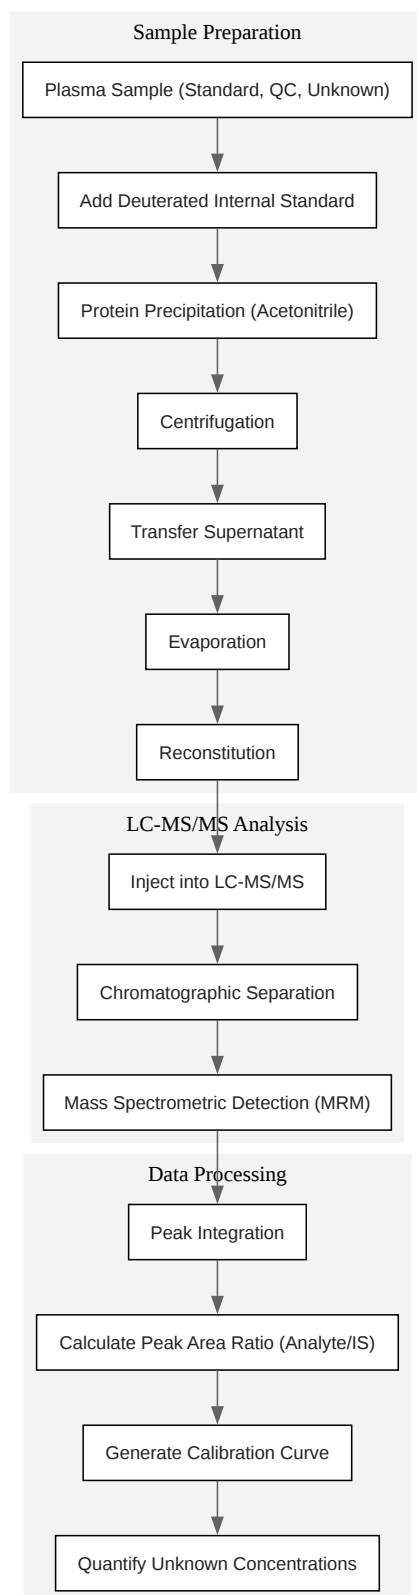 Sample Preparation
Plasma Sample (Standard, QC, Unknown)
Add Deuterated Internal Standard
Protein Precipitation (Acetonitrile)
Centrifugation
Transfer Supernatant
Evaporation
Reconstitution
LC-MS/MS Analysis
Inject into LC-MS/MS
Chromatographic Separation
Mass Spectrometric Detection (MRM)
Data Processing
Peak Integration
Calculate Peak Area Ratio (Analyte/IS)
Generate Calibration Curve
Quantify Unknown Concentrations